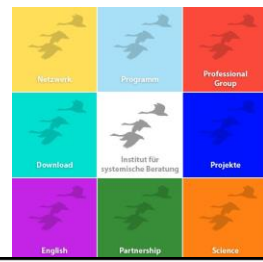 Netzwerk
Programm
Professional
Group
Download
Institut für
systemische Beratung
Projekte
English
Partnership
Science